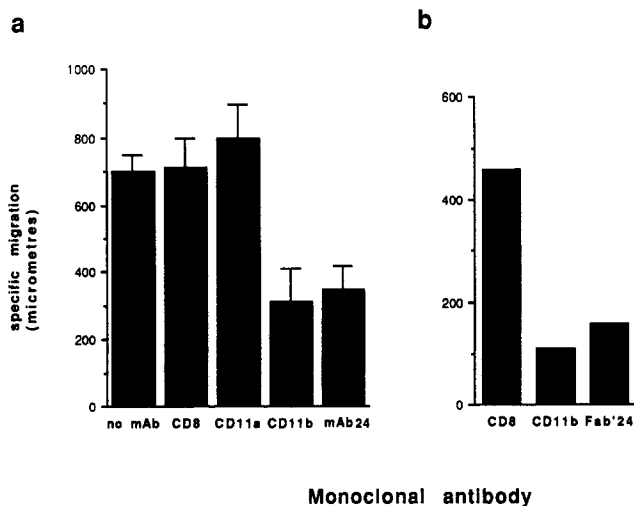 a
b
specific migration
(micrometres)
1000
800
600
400
200
0
no mAb CD8 CD11a CD11b mAb24
600
400
200
0
CD8 CD11b Fab'24
Monoclonal antibody